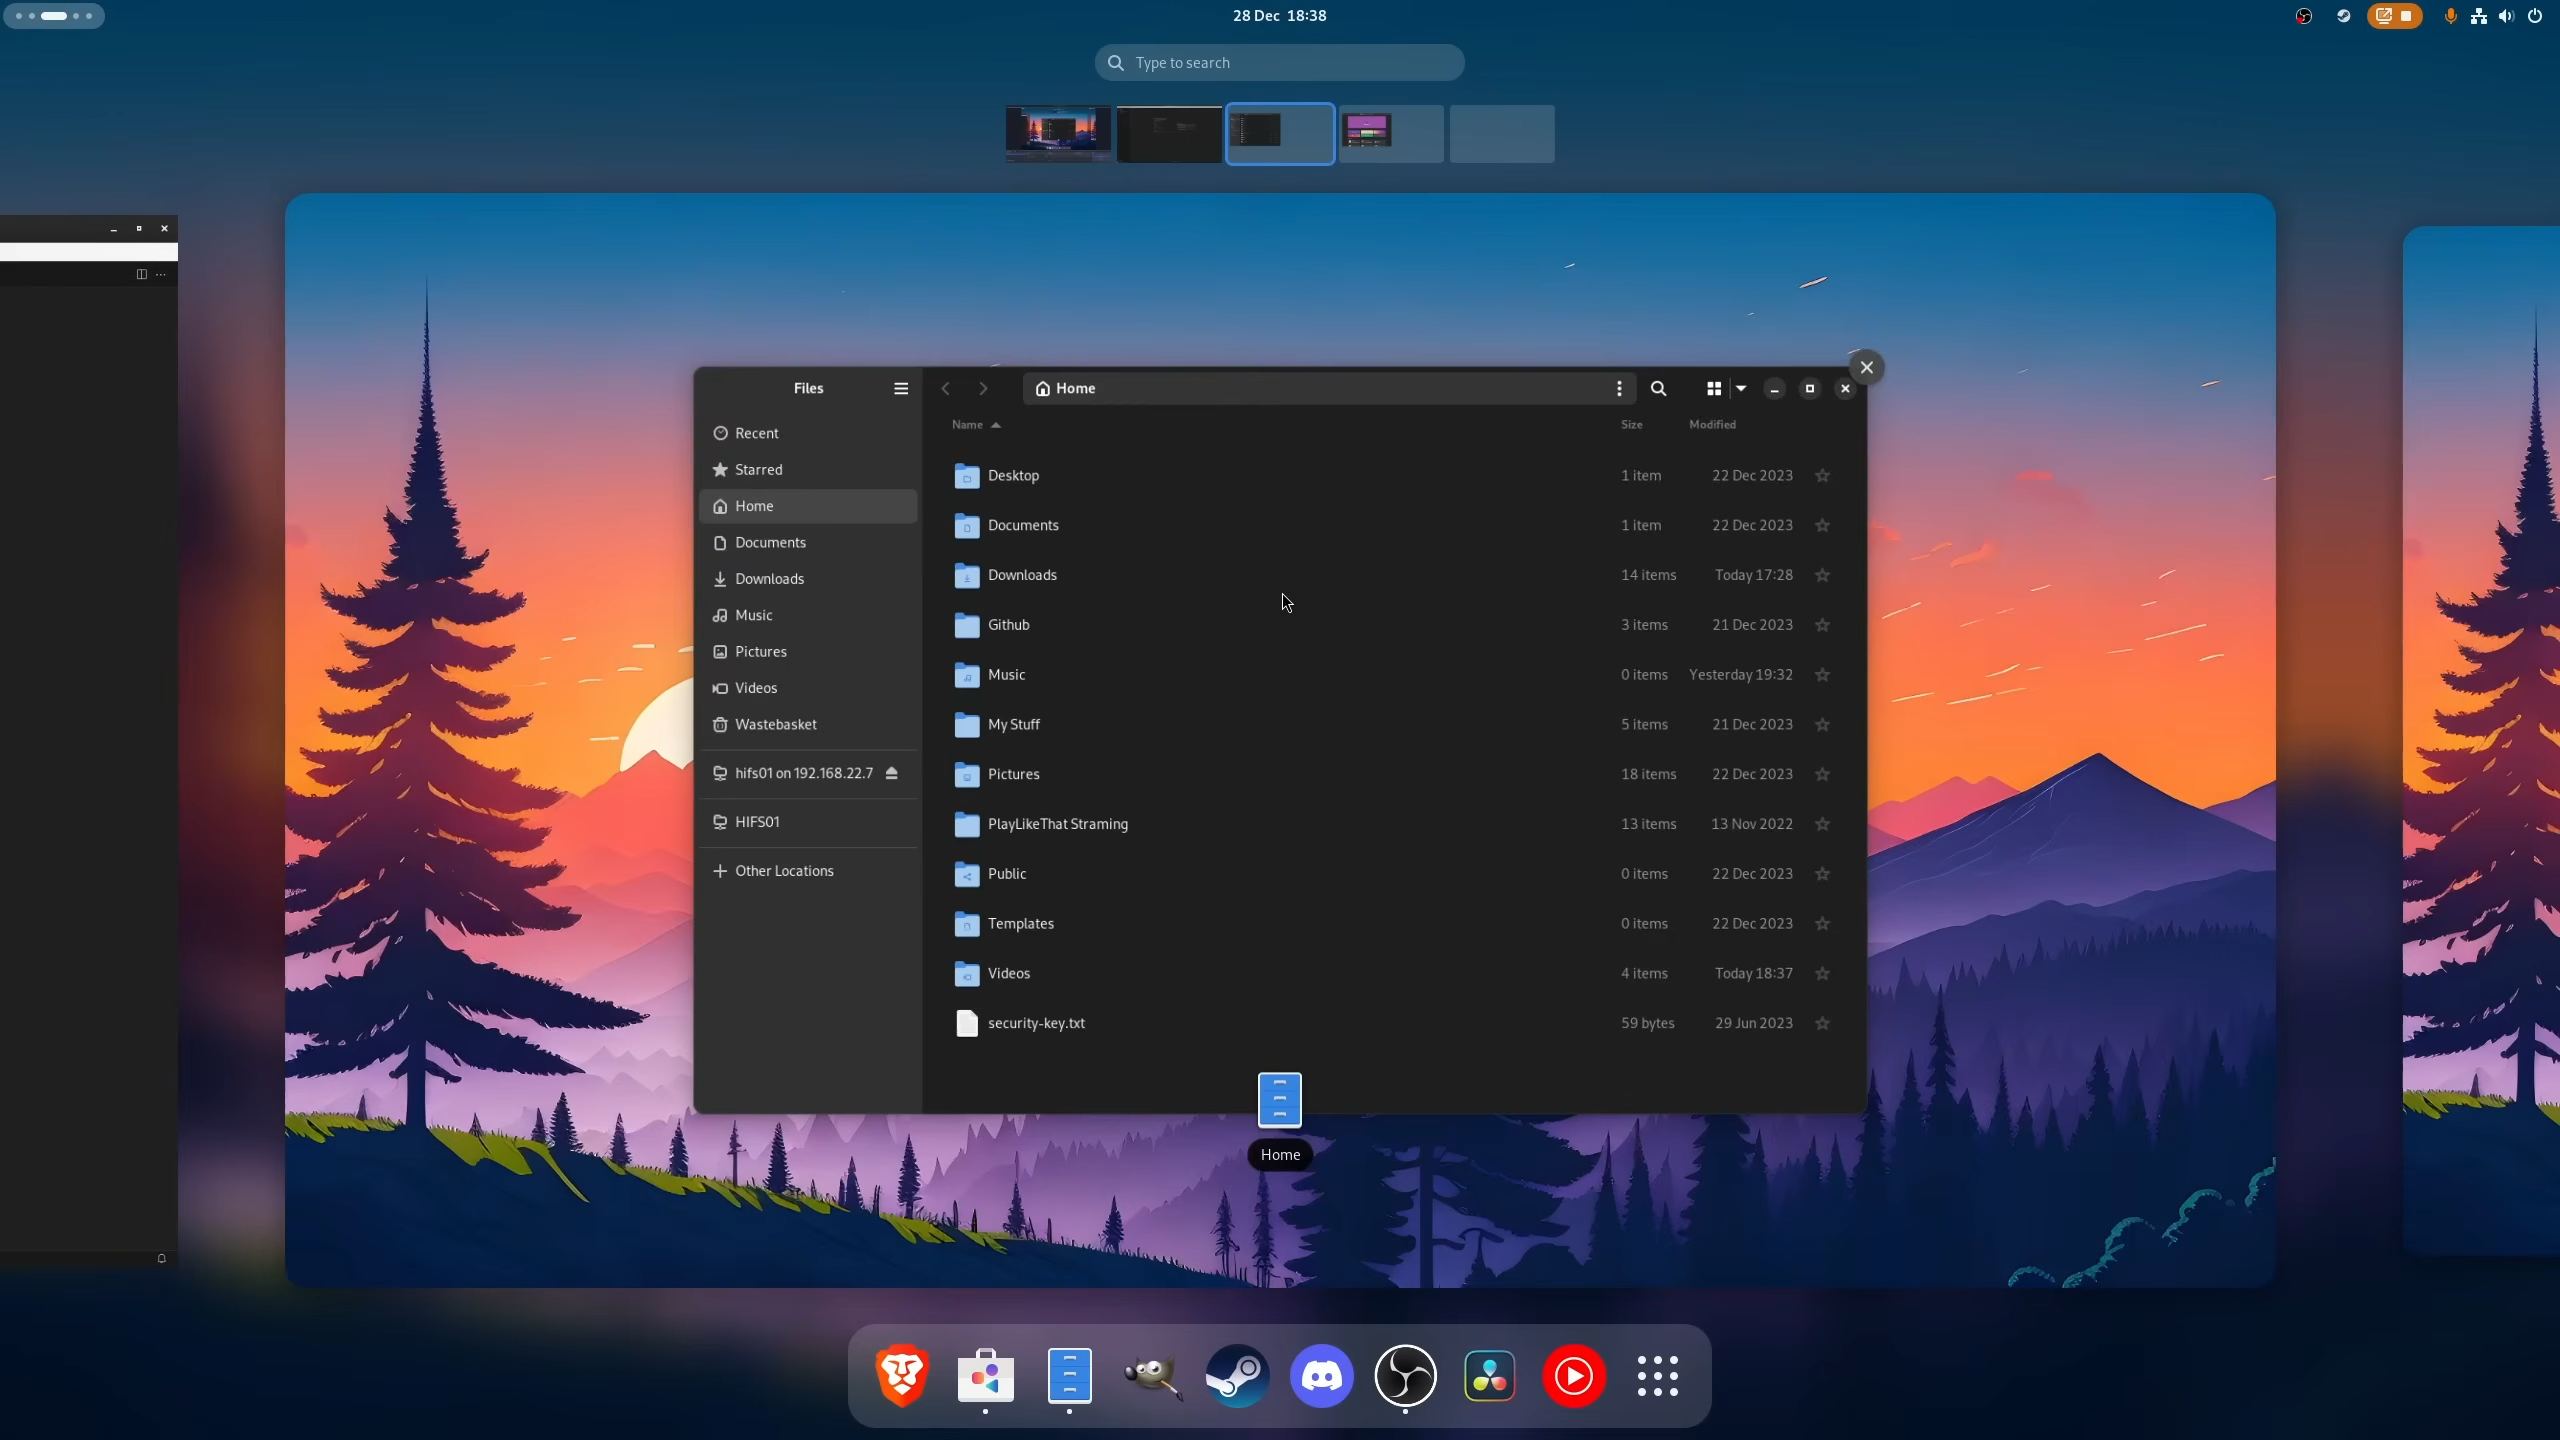 28 Dec 18:38
Type to search
Files
Home
Name
Size
Modified
Recent
Starred
Home
Documents
Downloads
Music
Pictures
Videos
Wastebasket
hifs01 on 192.168.22.7
HIFS01
Other Locations
Desktop 1 item 22 Dec 2023
Documents 1 item 22 Dec 2023
Downloads 14 items Today 17:28
Github 3 items 21 Dec 2023
Music 0 items Yesterday 19:32
My Stuff 5 items 21 Dec 2023
Pictures 18 items 22 Dec 2023
PlayLikeThat Straming 13 items 13 Nov 2022
Public 0 items 22 Dec 2023
Templates 0 items 22 Dec 2023
Videos 4 items Today 18:37
security-key.txt 59 bytes 29 Jun 2023
Home